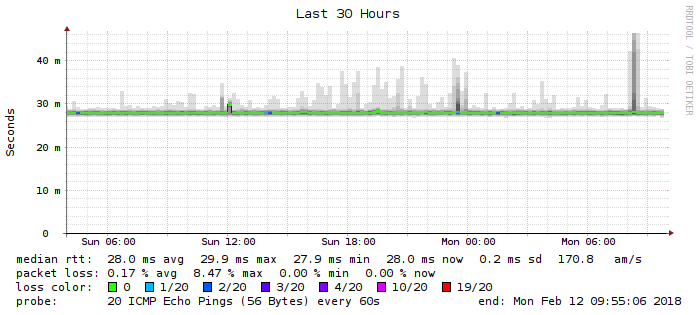 Last 30 Hours
RRDTOOL / TOBI OETIKER
Seconds
40 m
30 m
20 m
10 m
0
Sun 06:00 Sun 12:00 Sun 18:00 Mon 00:00 Mon 06:00
median rtt: 28.0 ms avg 29.9 ms max 27.9 ms min 28.0 ms now 0.2 ms sd 170.8 am/s
packet loss: 0.17 % avg 8.47 % max 0.00 % min 0.00 % now
loss color: 0 1/20 2/20 3/20 4/20 10/20 19/20
probe: 20 ICMP Echo Pings (56 Bytes) every 60s end: Mon Feb 12 09:55:06 2018